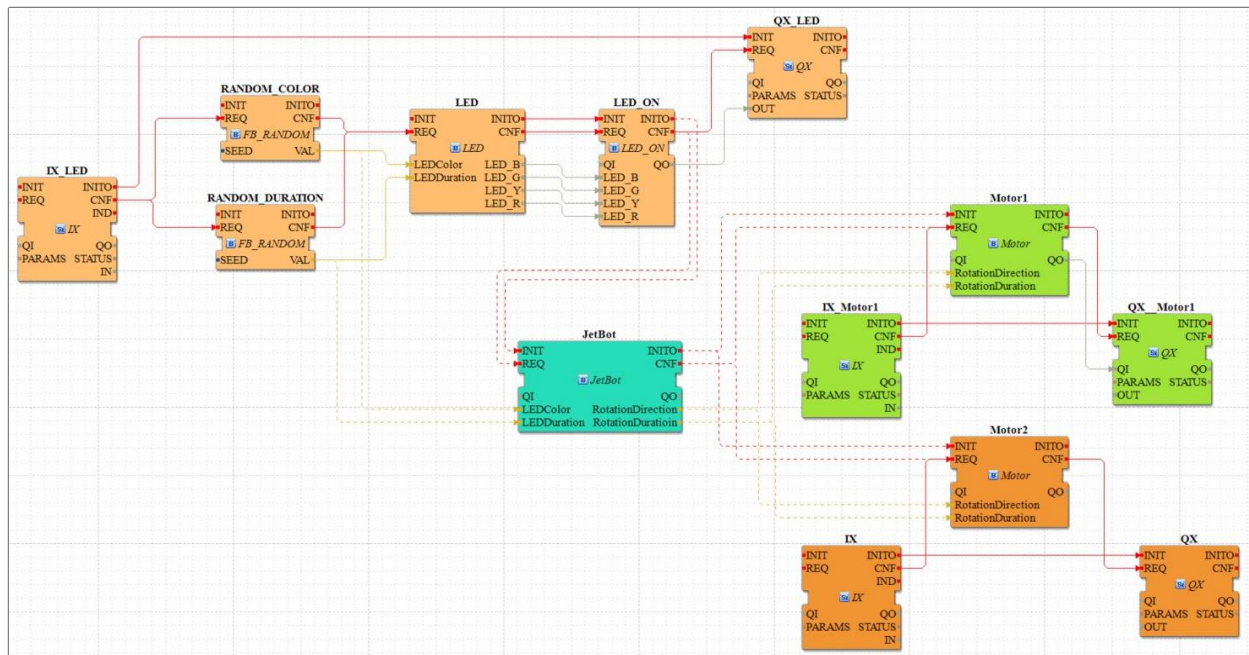 QX_LED
INIT INITO
REQ CNF
QX
QI QO
PARAMS STATUS
OUT
RANDOM_COLOR
INIT INITO
REQ CNF
FB_RANDOM
SEED VAL
LED
INIT INITO
REQ CNF
LED
LEDColor LED_B
LEDDuration LED_G
LED_Y
LED_R
LED_ON
INIT INITO
REQ CNF
LED_ON
QI QO
LED_B
LED_G
LED_Y
LED_R
IX_LED
INIT INITO
REQ CNF
IND
IX
QI QO
PARAMS STATUS
IN
RANDOM_DURATION
INIT INITO
REQ CNF
FB_RANDOM
SEED VAL
Motor1
INIT INITO
REQ CNF
Motor
QI QO
RotationDirection
RotationDuration
IX_Motor1
INIT INITO
REQ CNF
IND
IX
QI QO
PARAMS STATUS
IN
QX__Motor1
INIT INITO
REQ CNF
QX
QI QO
PARAMS STATUS
OUT
JetBot
INIT INITO
REQ CNF
JetBot
QI QO
LEDColor RotationDirection
LEDDuration RotationDuratioin
Motor2
INIT INITO
REQ CNF
Motor
QI QO
RotationDirection
RotationDuration
IX
INIT INITO
REQ CNF
IND
IX
QI QO
PARAMS STATUS
IN
QX
INIT INITO
REQ CNF
QX
QI QO
PARAMS STATUS
OUT